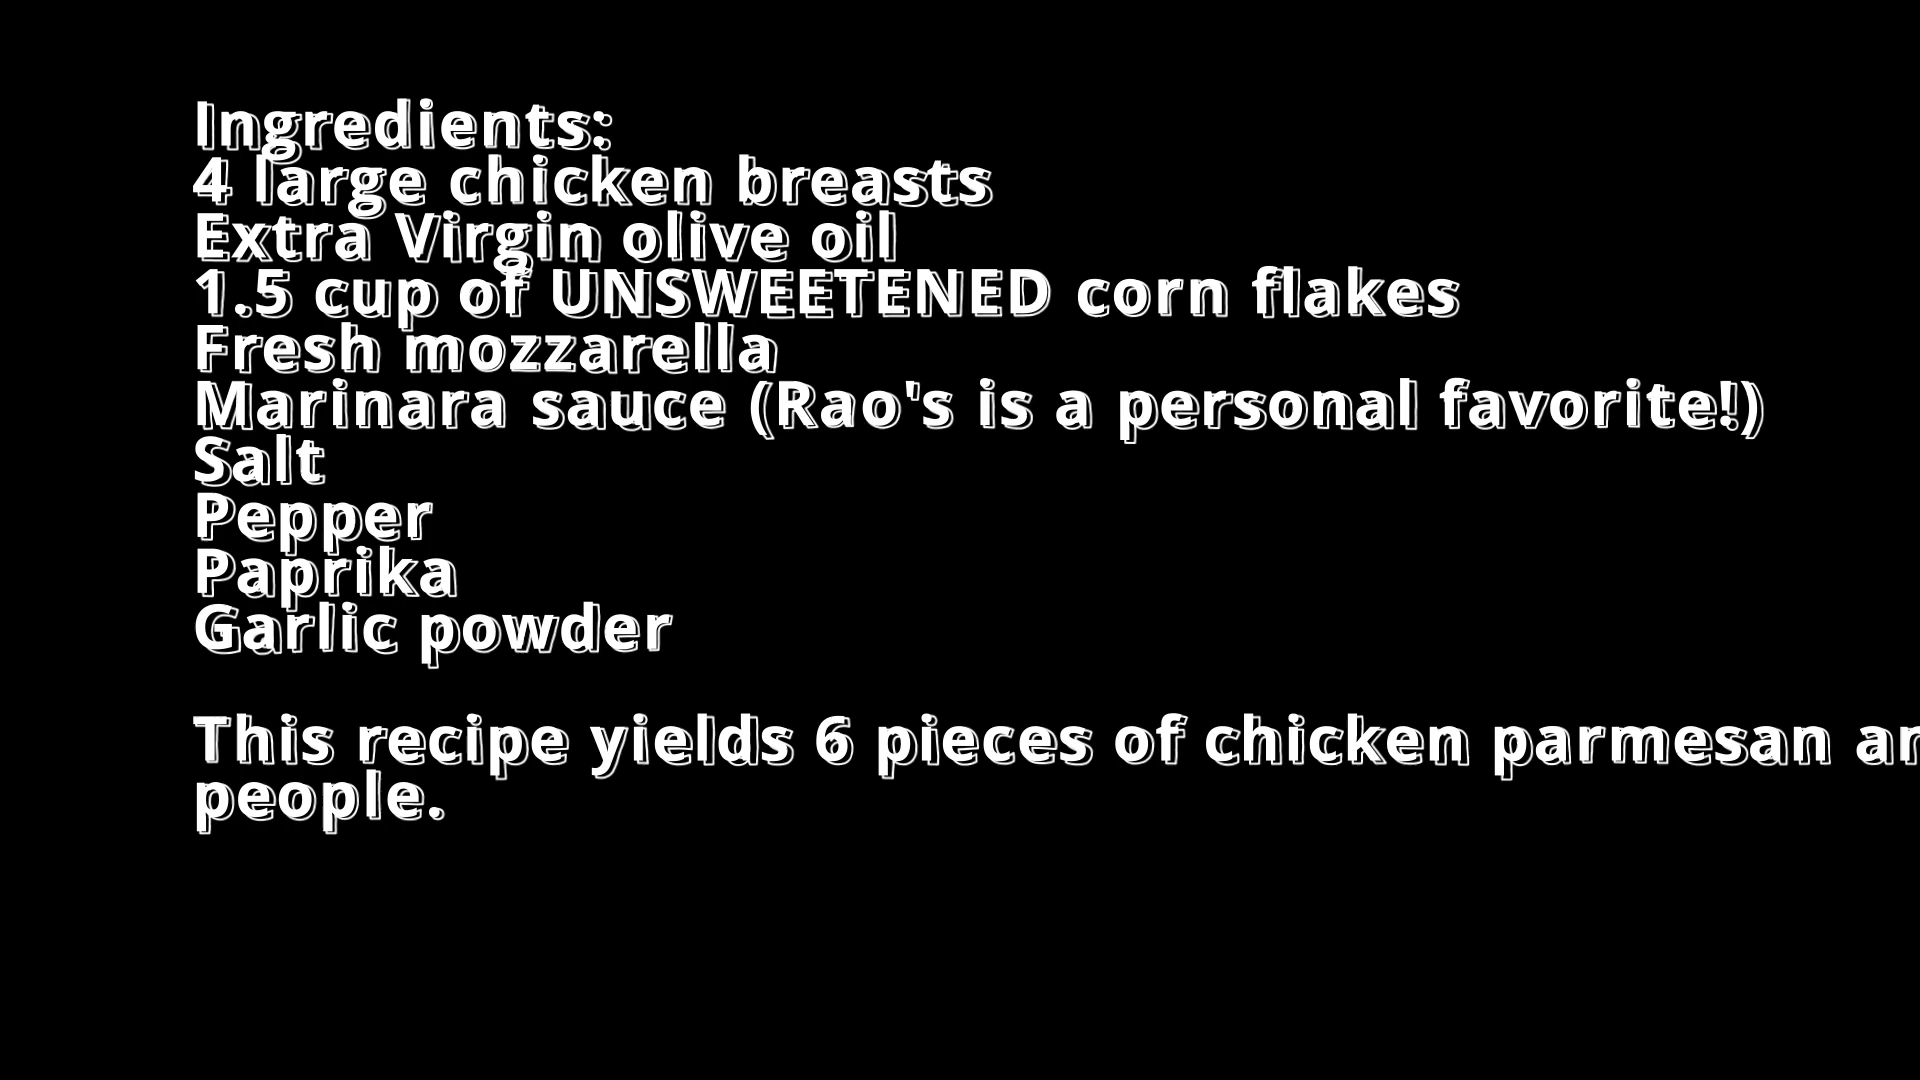 Ingredients:
4 large chicken breasts
Extra Virgin olive oil
1.5 cup of UNSWEETENED corn flakes
Fresh mozzarella
Marinara sauce (Rao's is a personal favorite!)
Salt
Pepper
Paprika
Garlic powder
This recipe yields 6 pieces of chicken parmesan
people.